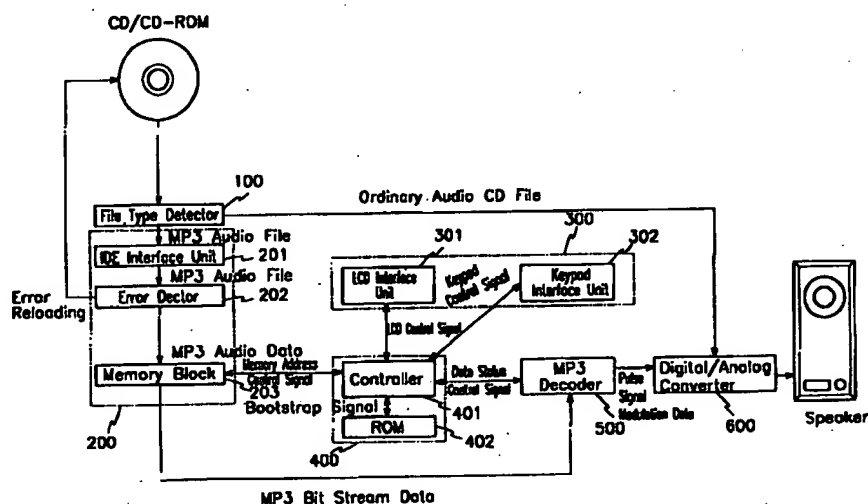 CD/CD-ROM
100
Ordinary Audio CD File
File Type Detector
MP3 Audio File
IDE Interface Unit
201
MP3 Audio File
Error Dector
202
Error
Reloading
MP3 Audio Data
Memory Block
203
200
300
301
302
LCD Interface
Unit
Keypad
Control Signal
Keypad
Interface Unit
LCD Control Signal
Memory Address
Control Signal
Bootstrap Signal
Controller
401
ROM
402
400
Data Status
Control Signal
MP3
Decoder
500
Pulse
Signal
Modulation Data
Digital/Analog
Converter
600
Speaker
MP3 Bit Stream Data